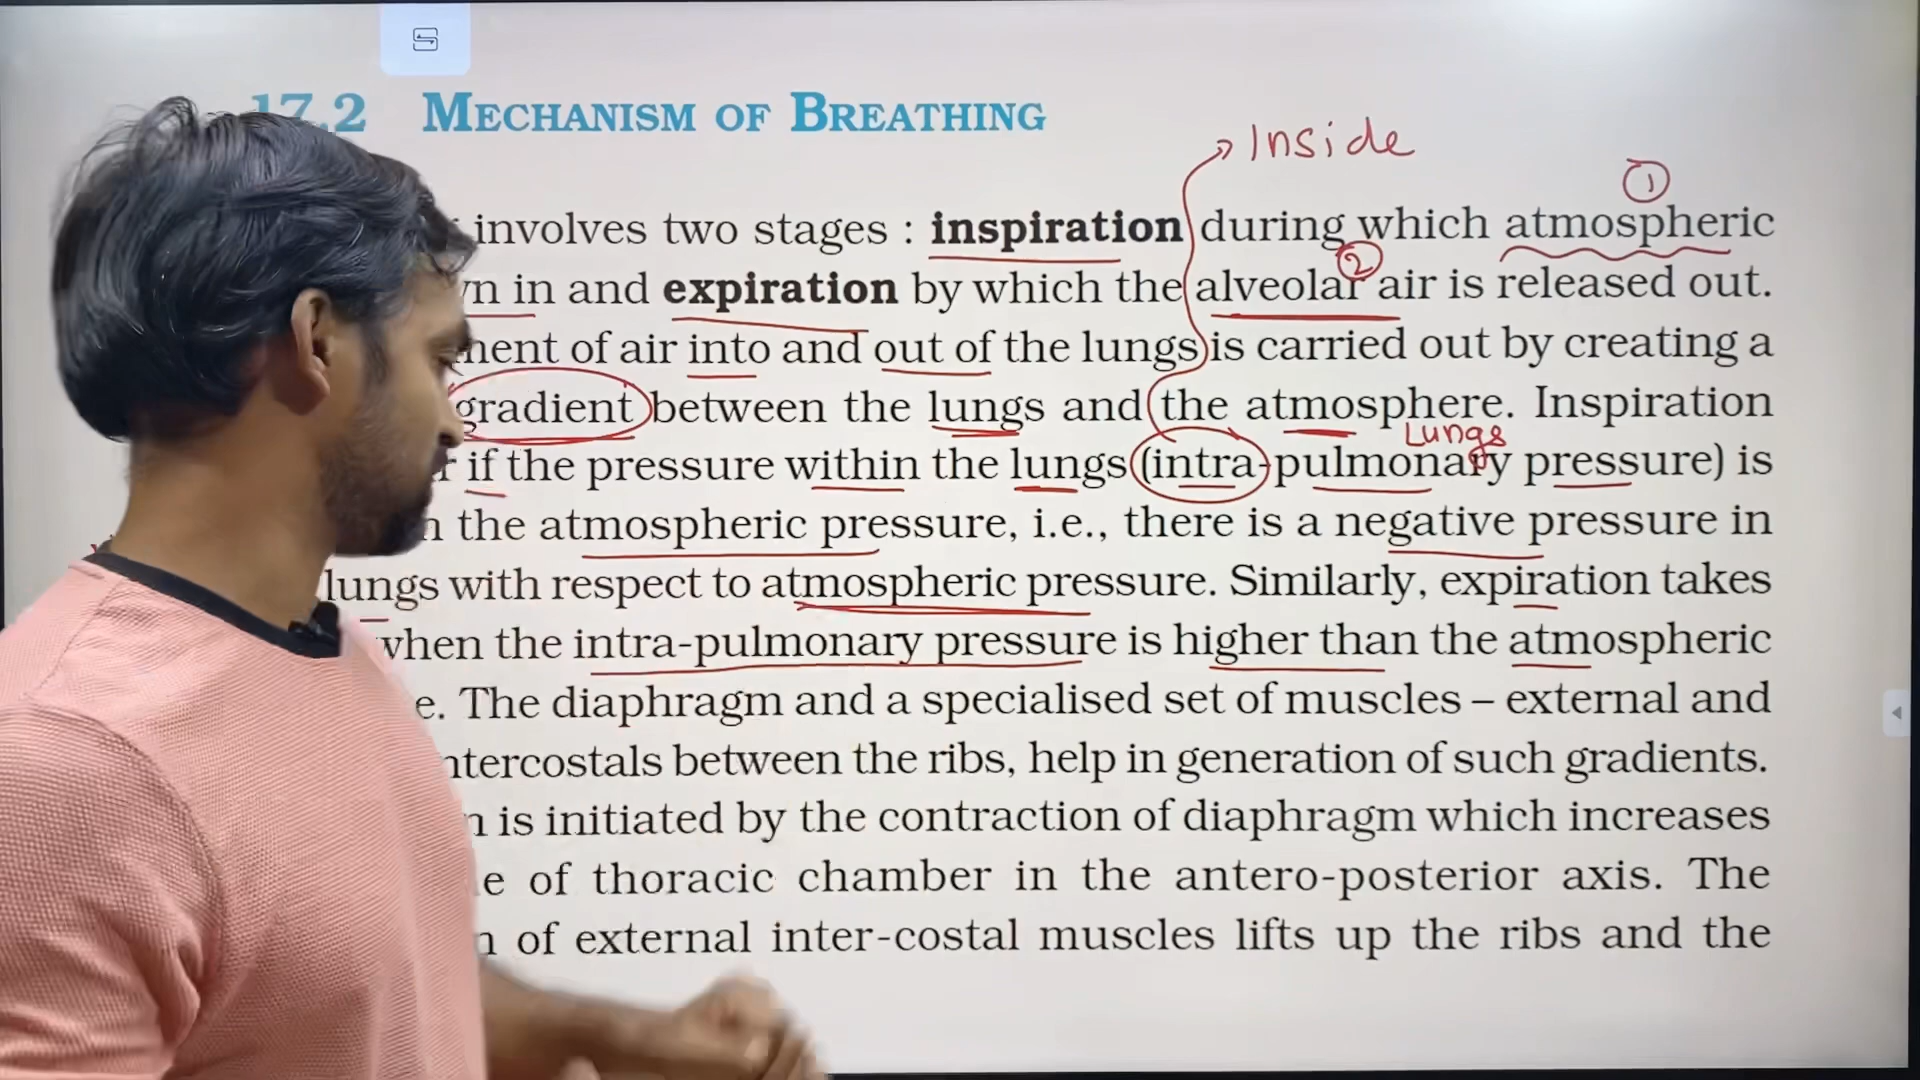 17.2 MECHANISM OF BREATHING
Inside
①
involves two stages : inspiration during which atmospheric
②
in and expiration by which the alveolar air is released out.
of air into and out of the lungs is carried out by creating a
gradient between the lungs and the atmosphere. Inspiration
Lungs
if the pressure within the lungs (intra-pulmonary pressure) is
the atmospheric pressure, i.e., there is a negative pressure in
lungs with respect to atmospheric pressure. Similarly, expiration takes
when the intra-pulmonary pressure is higher than the atmospheric
The diaphragm and a specialised set of muscles – external and
intercostals between the ribs, help in generation of such gradients.
is initiated by the contraction of diaphragm which increases
of thoracic chamber in the antero-posterior axis. The
of external inter-costal muscles lifts up the ribs and the